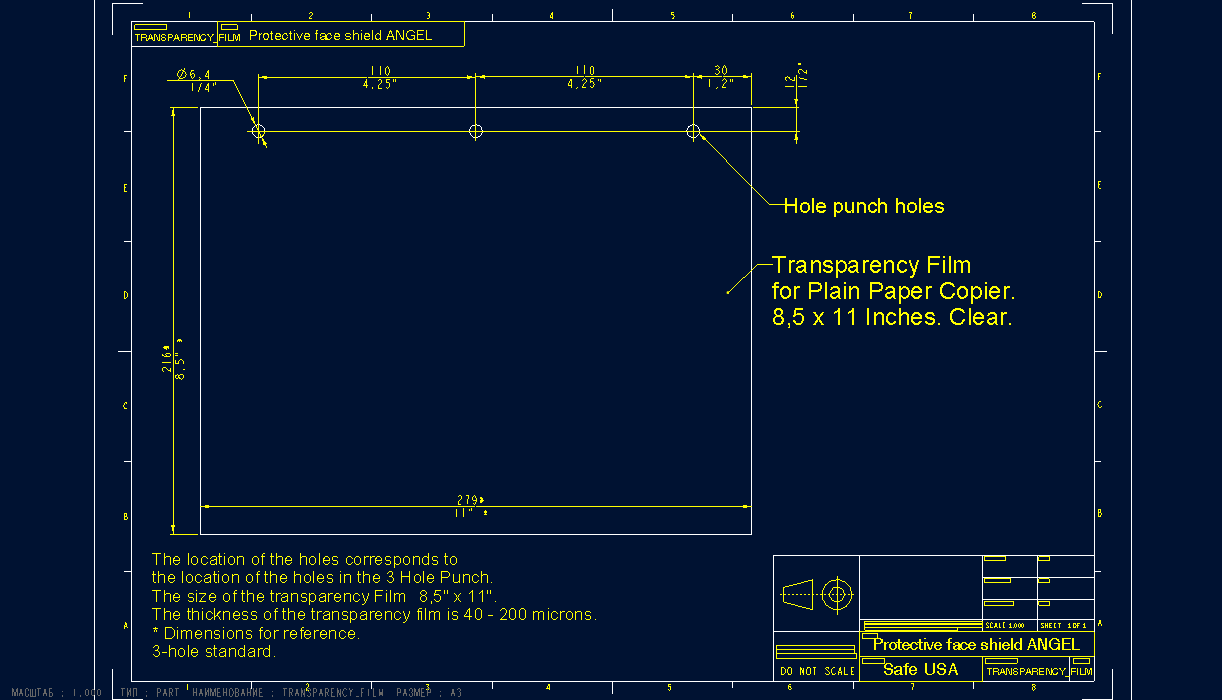 1 2 3 4 5 6 7 8
TRANSPARENCY_FILM Protective face shield ANGEL
F F
Ø6,4
1/4"
110
4,25"
110
4,25"
30
1,2"
12
1/2"
E E
Hole punch holes
Transparency Film
for Plain Paper Copier.
8,5 x 11 Inches. Clear.
D D
216*
8,5" *
C C
279*
11" *
B B
The location of the holes corresponds to
the location of the holes in the 3 Hole Punch.
The size of the transparency Film 8,5" x 11".
The thickness of the transparency film is 40 - 200 microns.
* Dimensions for reference.
3-hole standard.
A A
SCALE 1.000 SHEET 1 OF 1
Protective face shield ANGEL
DO NOT SCALE
Safe USA
TRANSPARENCY_FILM
2 3 4 5 6 7 8
МАСШТАБ : 1.000 ТИП : PART НАИМЕНОВАНИЕ : TRANSPARENCY_FILM РАЗМЕР : A3